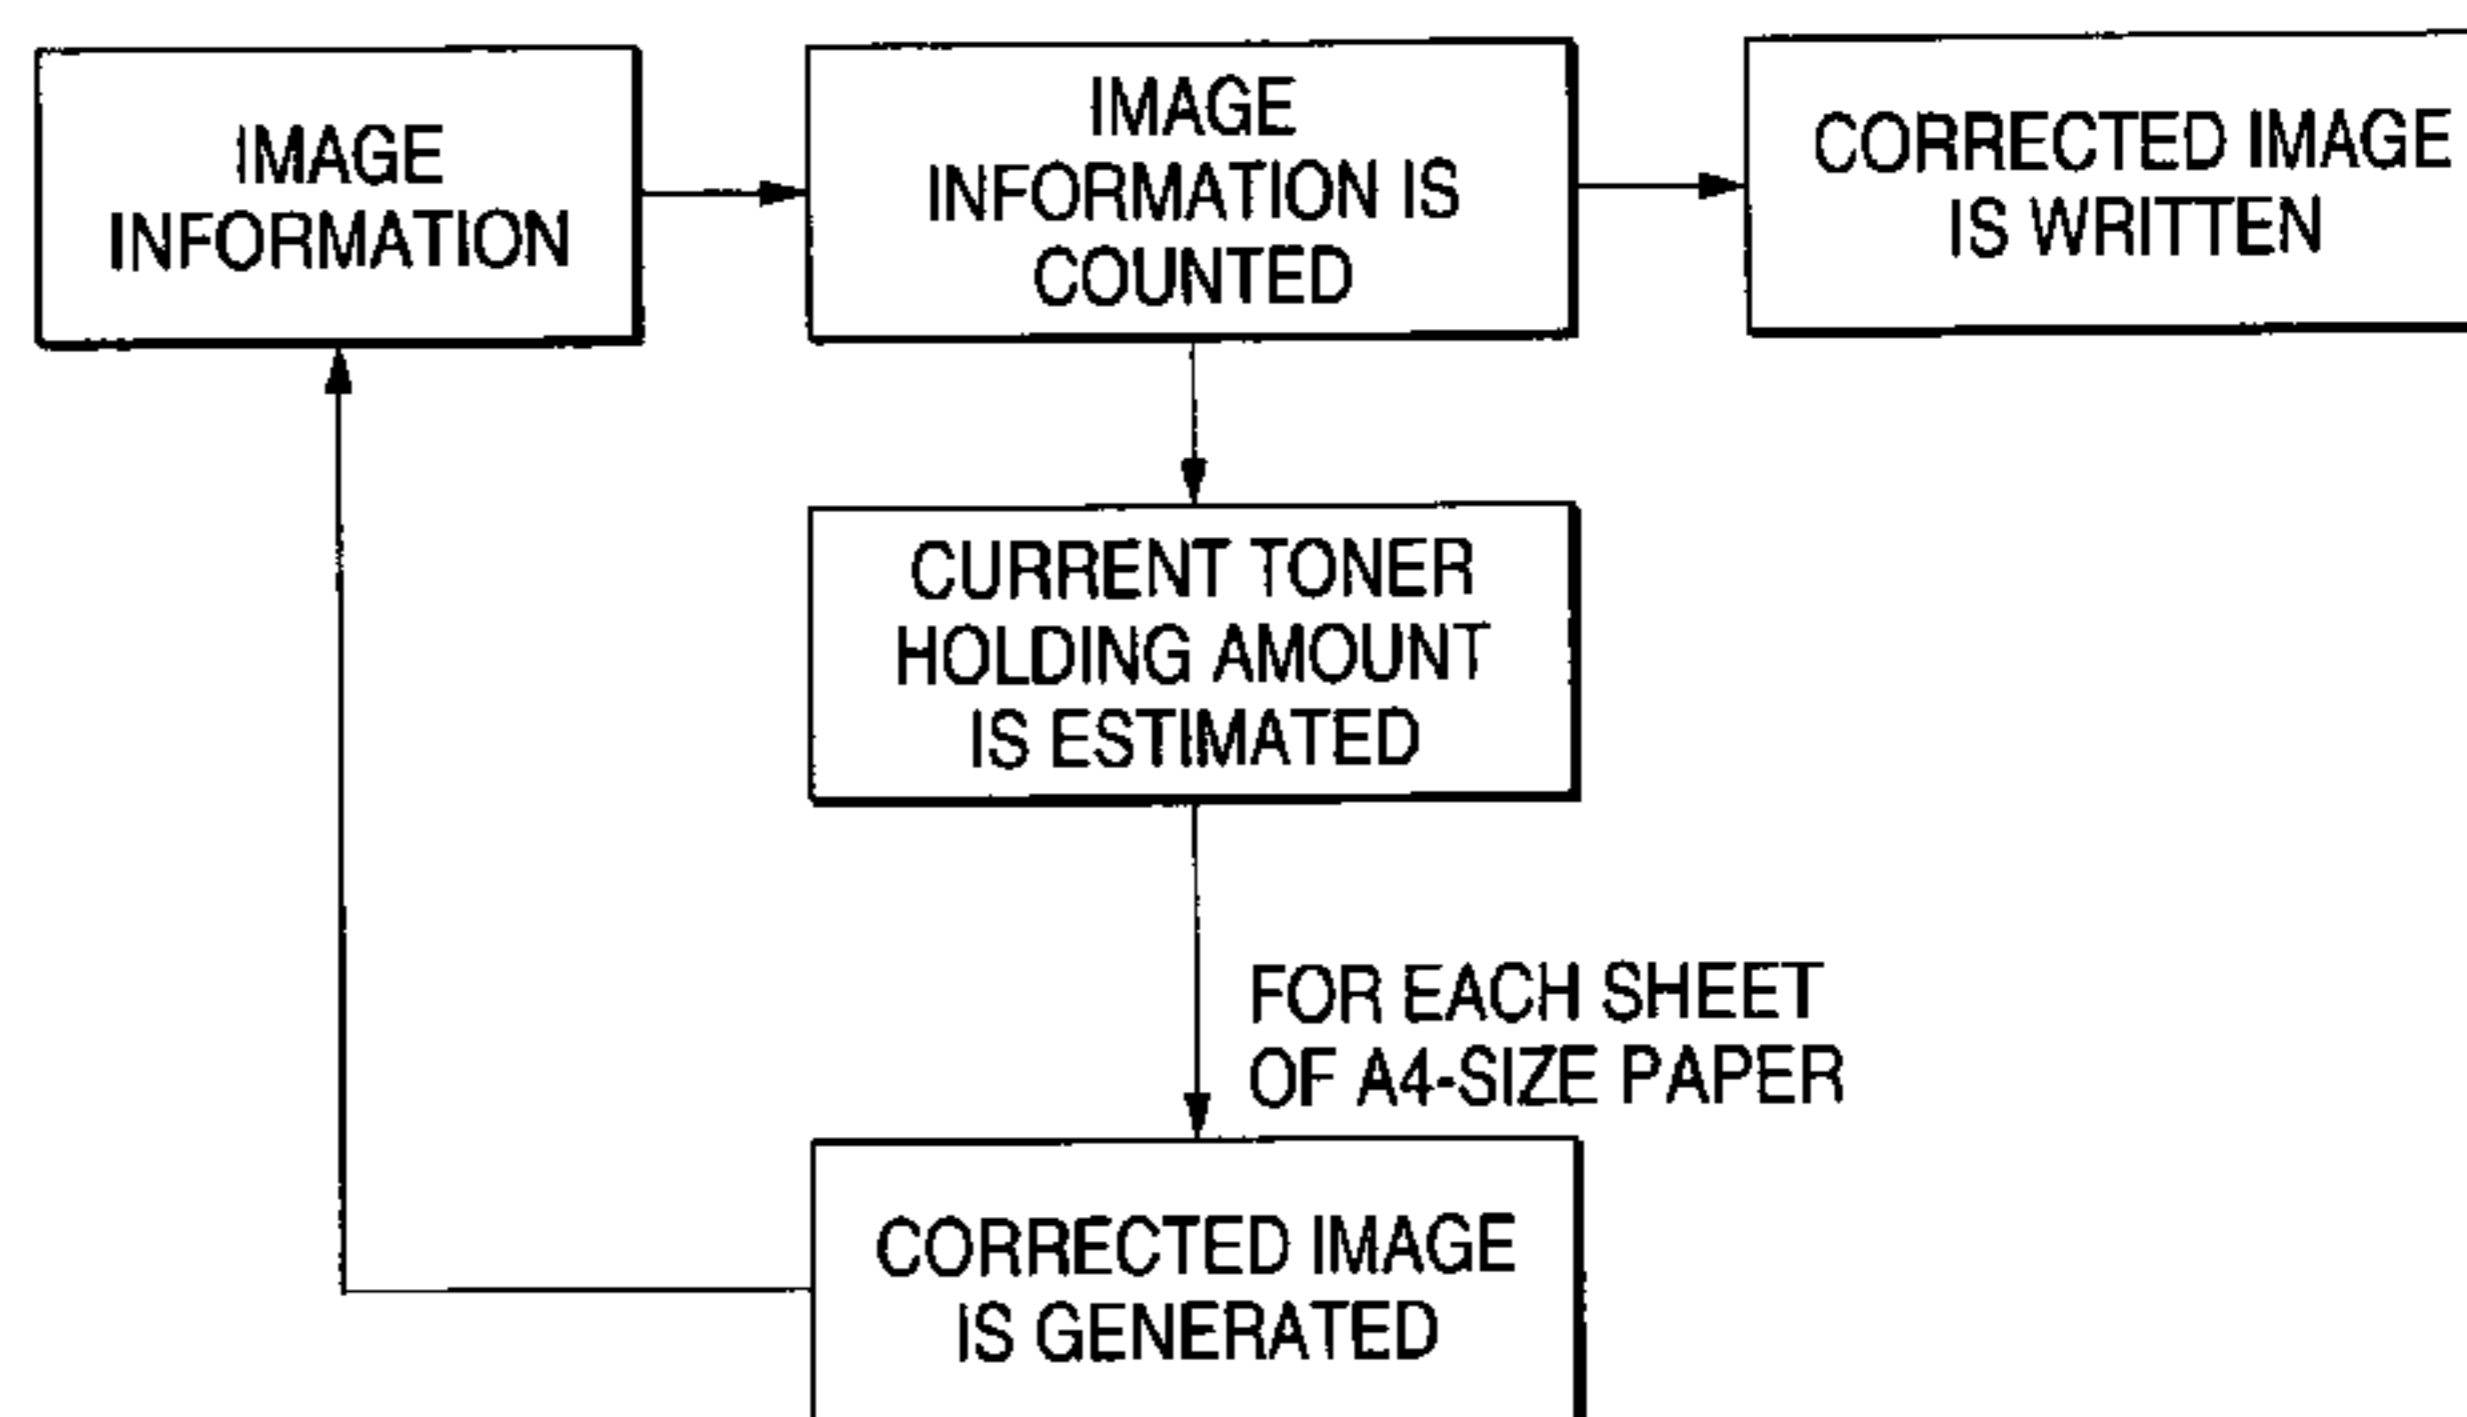 IMAGE
INFORMATION
IMAGE
INFORMATION IS
COUNTED
CORRECTED IMAGE
IS WRITTEN
CURRENT TONER
HOLDING AMOUNT
IS ESTIMATED
FOR EACH SHEET
OF A4-SIZE PAPER
CORRECTED IMAGE
IS GENERATED